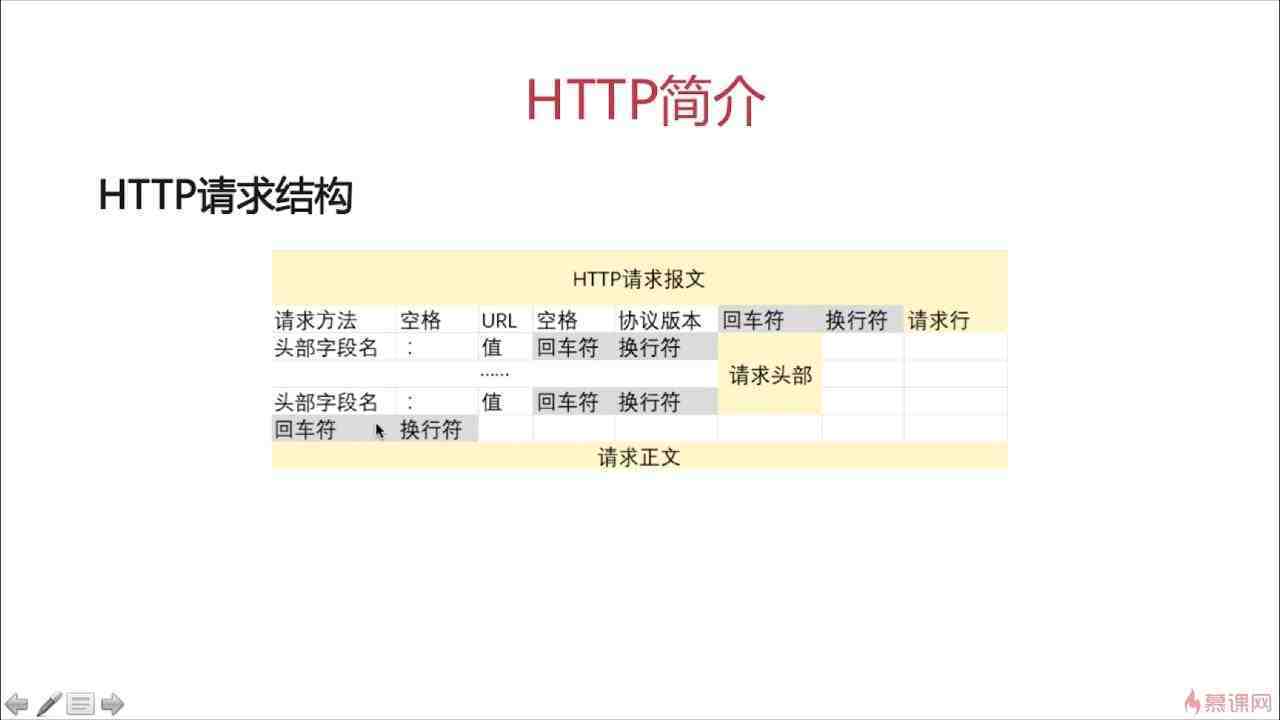 HTTP简介
HTTP请求结构
HTTP请求报文
请求方法 空格 URL 空格 协议版本 回车符 换行符 请求行
头部字段名 : 值 回车符 换行符
……
请求头部
头部字段名 : 值 回车符 换行符
回车符 换行符
请求正文
慕课网